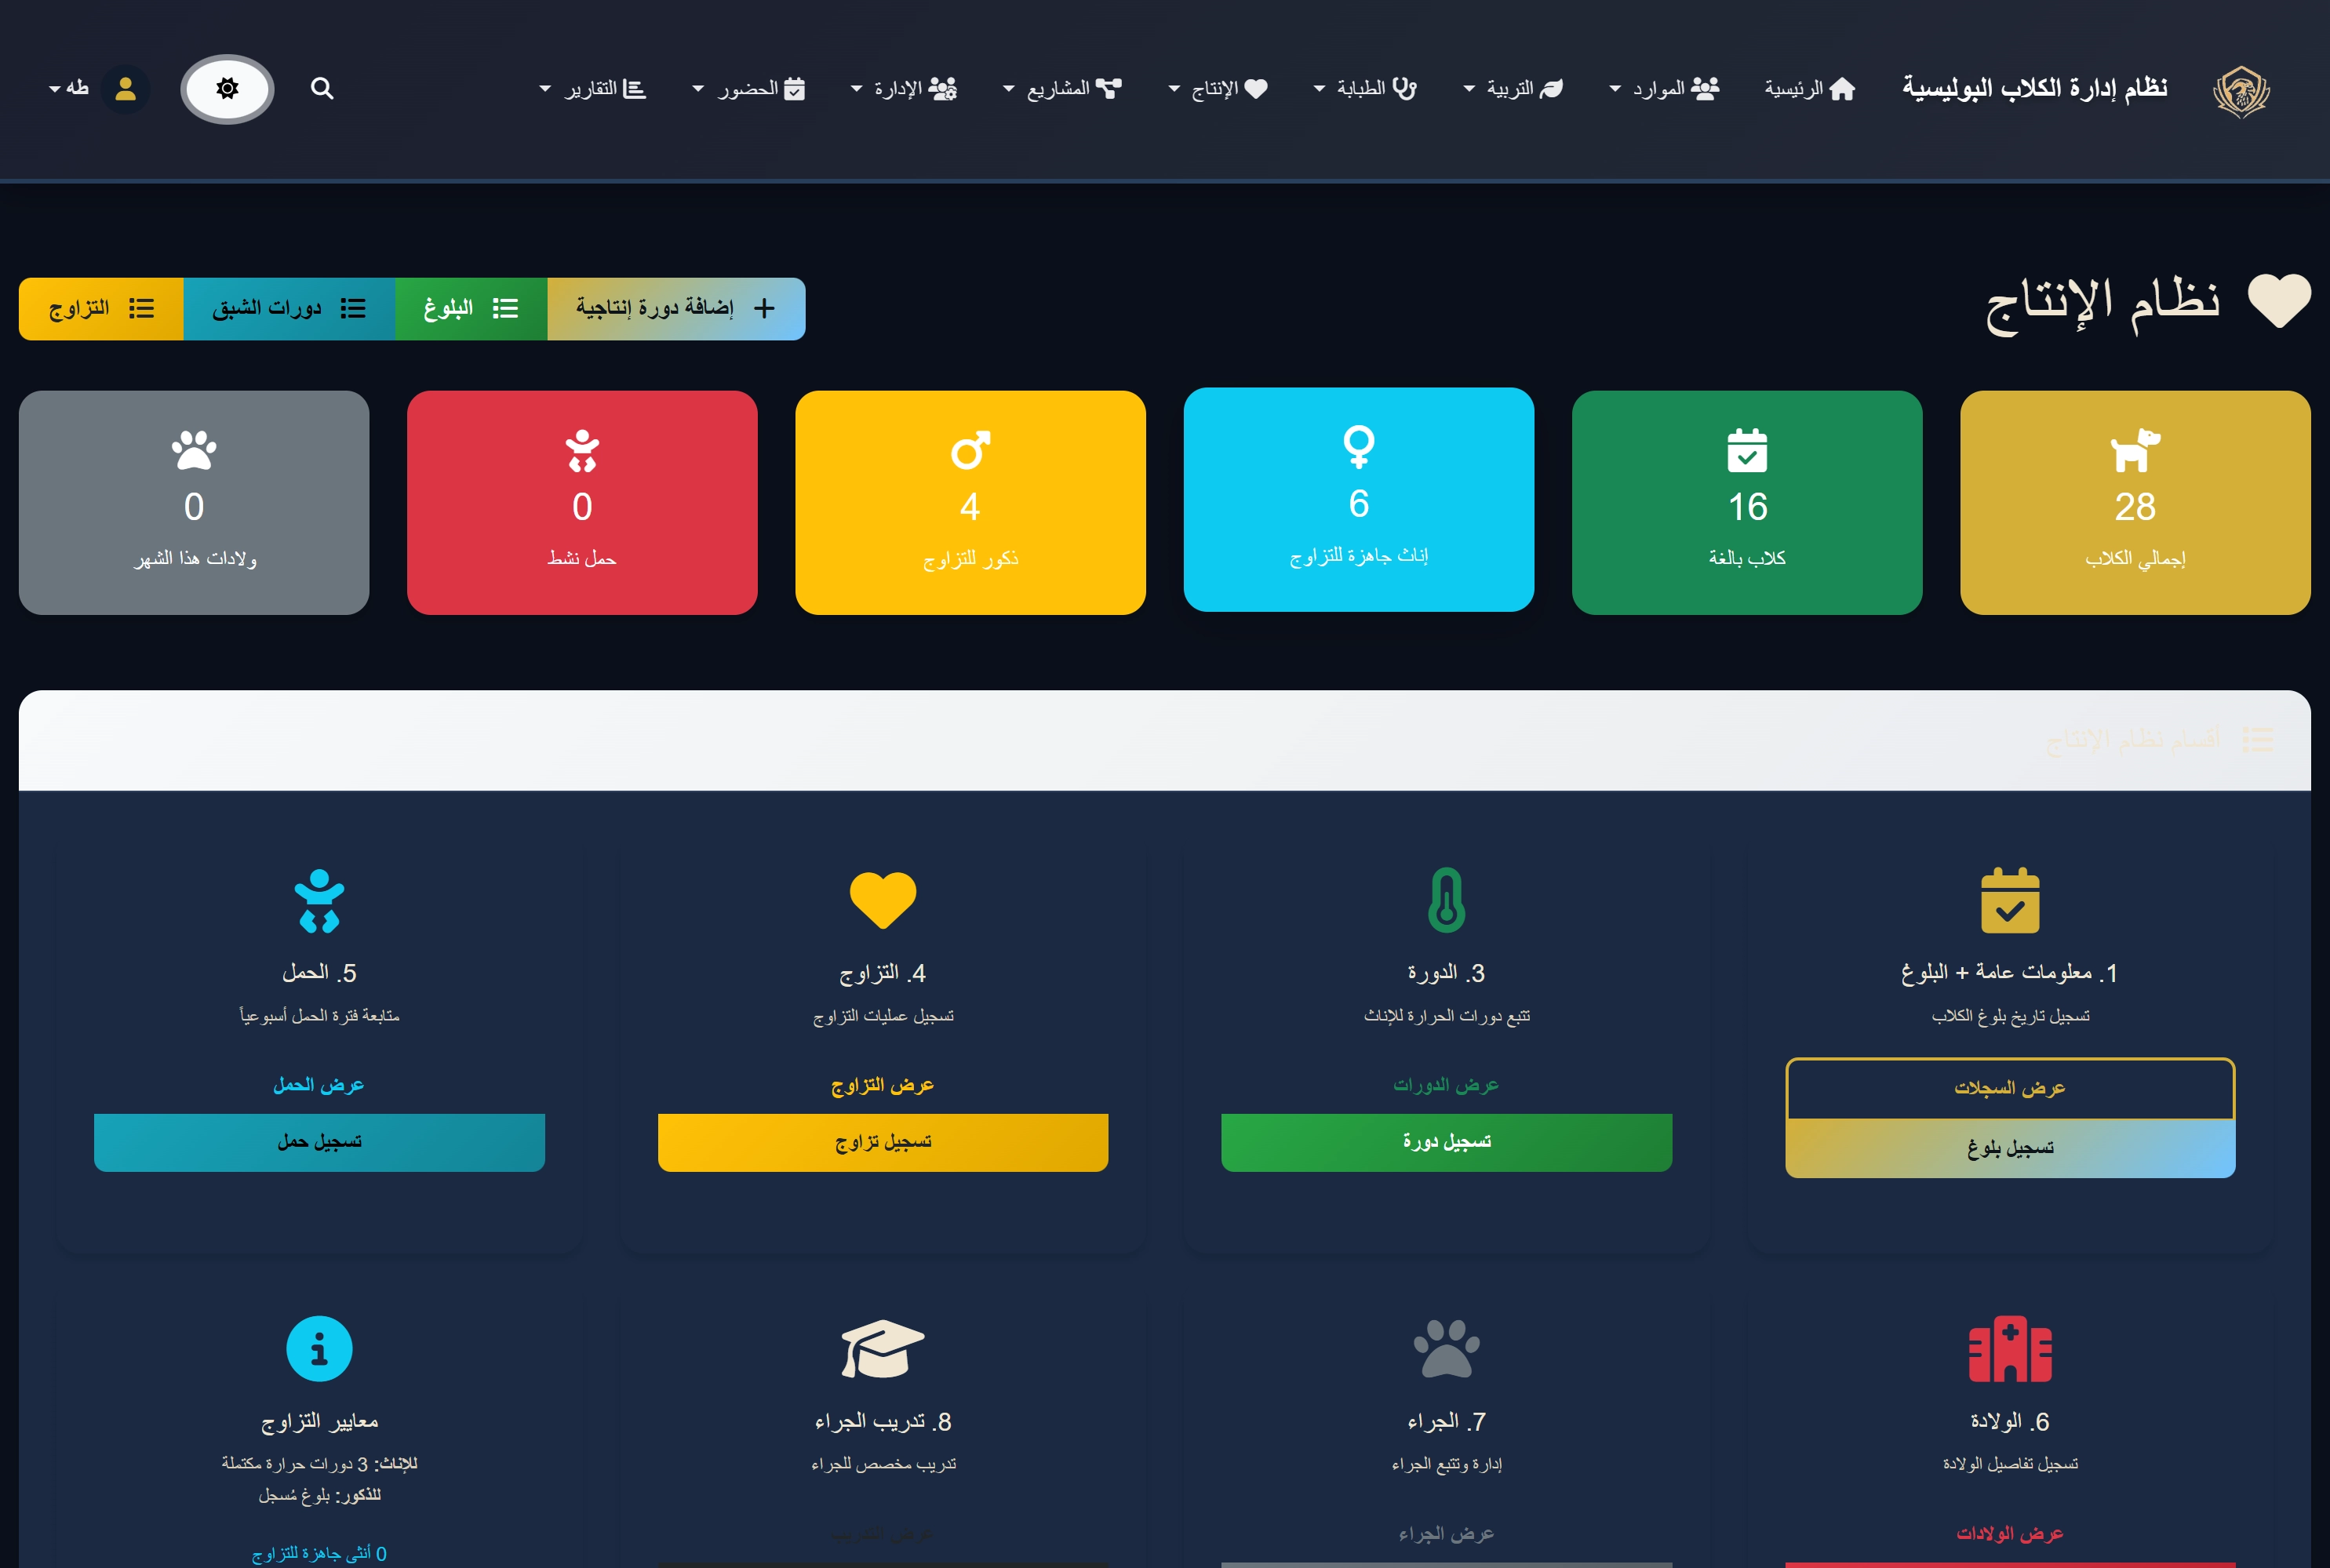 نظام إدارة الكلاب البوليسية
الرئيسية
الموارد
التربية
الطبابة
الإنتاج
المشاريع
الإدارة
الحضور
التقارير
طه
نظام الإنتاج
إضافة دورة إنتاجية
البلوغ
دورات الشبق
التزاوج
28
إجمالي الكلاب
16
كلاب بالغة
6
إناث جاهزة للتزاوج
4
ذكور للتزاوج
0
حمل نشط
0
ولادات هذا الشهر
أقسام نظام الإنتاج
1. معلومات عامة + البلوغ
تسجيل تاريخ بلوغ الكلاب
عرض السجلات
تسجيل بلوغ
3. الدورة
تتبع دورات الحرارة للإناث
عرض الدورات
تسجيل دورة
4. التزاوج
تسجيل عمليات التزاوج
عرض التزاوج
تسجيل تزاوج
5. الحمل
متابعة فترة الحمل أسبوعياً
عرض الحمل
تسجيل حمل
6. الولادة
تسجيل تفاصيل الولادة
عرض الولادات
7. الجراء
إدارة وتتبع الجراء
عرض الجراء
8. تدريب الجراء
تدريب مخصص للجراء
عرض التدريب
معايير التزاوج
للإناث: 3 دورات حرارة مكتملة
للذكور: بلوغ مُسجل
0 أنثى جاهزة للتزاوج